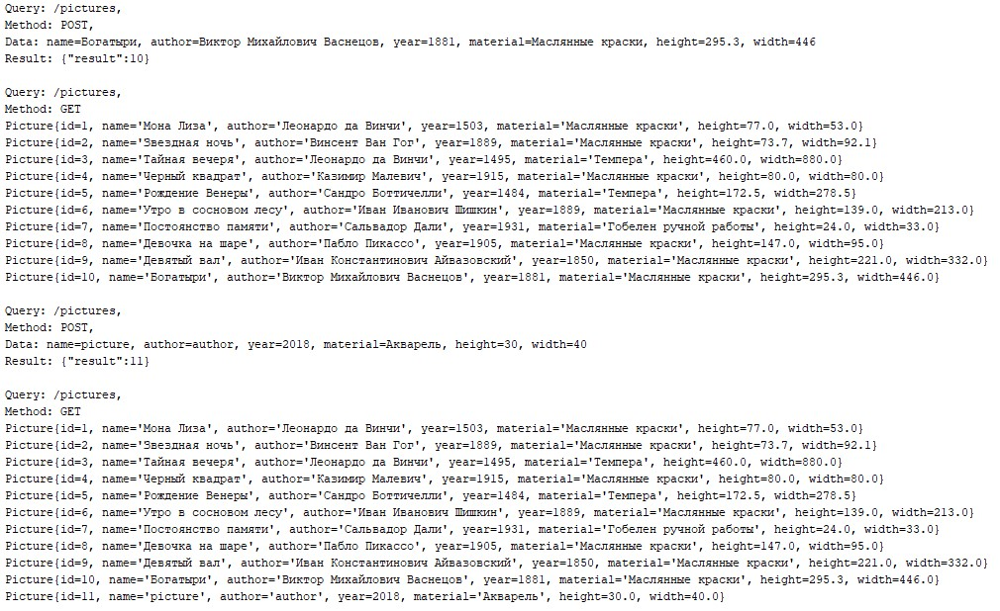 Query: /pictures,
Method: POST,
Data: name=Богатыри, author=Виктор Михайлович Васнецов, year=1881, material=Маслянные краски, height=295.3, width=446
Result: {"result":10}
Query: /pictures,
Method: GET
Picture{id=1, name='Мона Лиза', author='Леонардо да Винчи', year=1503, material='Маслянные краски', height=77.0, width=53.0}
Picture{id=2, name='Звездная ночь', author='Винсент Ван Гог', year=1889, material='Маслянные краски', height=73.7, width=92.1}
Picture{id=3, name='Тайная вечеря', author='Леонардо да Винчи', year=1495, material='Темпера', height=460.0, width=880.0}
Picture{id=4, name='Черный квадрат', author='Казимир Малевич', year=1915, material='Маслянные краски', height=80.0, width=80.0}
Picture{id=5, name='Рождение Венеры', author='Сандро Боттичелли', year=1484, material='Темпера', height=172.5, width=278.5}
Picture{id=6, name='Утро в сосновом лесу', author='Иван Иванович Шишкин', year=1889, material='Маслянные краски', height=139.0, width=213.0}
Picture{id=7, name='Постоянство памяти', author='Сальвадор Дали', year=1931, material='Гобелен ручной работы', height=24.0, width=33.0}
Picture{id=8, name='Девочка на шаре', author='Пабло Пикассо', year=1905, material='Маслянные краски', height=147.0, width=95.0}
Picture{id=9, name='Девятый вал', author='Иван Константинович Айвазовский', year=1850, material='Маслянные краски', height=221.0, width=332.0}
Picture{id=10, name='Богатыри', author='Виктор Михайлович Васнецов', year=1881, material='Маслянные краски', height=295.3, width=446.0}
Query: /pictures,
Method: POST,
Data: name=picture, author=author, year=2018, material=Акварель, height=30, width=40
Result: {"result":11}
Query: /pictures,
Method: GET
Picture{id=1, name='Мона Лиза', author='Леонардо да Винчи', year=1503, material='Маслянные краски', height=77.0, width=53.0}
Picture{id=2, name='Звездная ночь', author='Винсент Ван Гог', year=1889, material='Маслянные краски', height=73.7, width=92.1}
Picture{id=3, name='Тайная вечеря', author='Леонардо да Винчи', year=1495, material='Темпера', height=460.0, width=880.0}
Picture{id=4, name='Черный квадрат', author='Казимир Малевич', year=1915, material='Маслянные краски', height=80.0, width=80.0}
Picture{id=5, name='Рождение Венеры', author='Сандро Боттичелли', year=1484, material='Темпера', height=172.5, width=278.5}
Picture{id=6, name='Утро в сосновом лесу', author='Иван Иванович Шишкин', year=1889, material='Маслянные краски', height=139.0, width=213.0}
Picture{id=7, name='Постоянство памяти', author='Сальвадор Дали', year=1931, material='Гобелен ручной работы', height=24.0, width=33.0}
Picture{id=8, name='Девочка на шаре', author='Пабло Пикассо', year=1905, material='Маслянные краски', height=147.0, width=95.0}
Picture{id=9, name='Девятый вал', author='Иван Константинович Айвазовский', year=1850, material='Маслянные краски', height=221.0, width=332.0}
Picture{id=10, name='Богатыри', author='Виктор Михайлович Васнецов', year=1881, material='Маслянные краски', height=295.3, width=446.0}
Picture{id=11, name='picture', author='author', year=2018, material='Акварель', height=30.0, width=40.0}